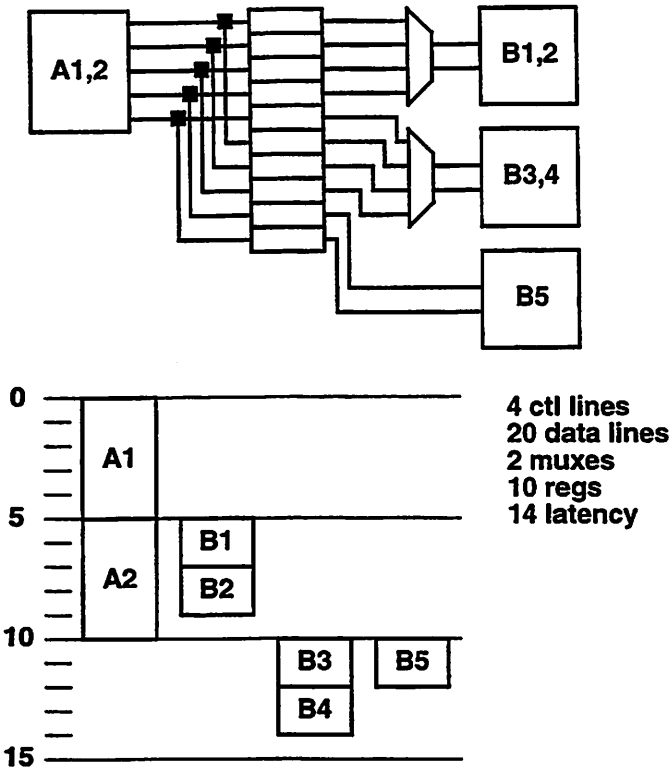 A1,2
B1,2
B3,4
B5
0
A1
5
A2
B1
B2
10
B3
B5
B4
15
4 ctl lines
20 data lines
2 muxes
10 regs
14 latency